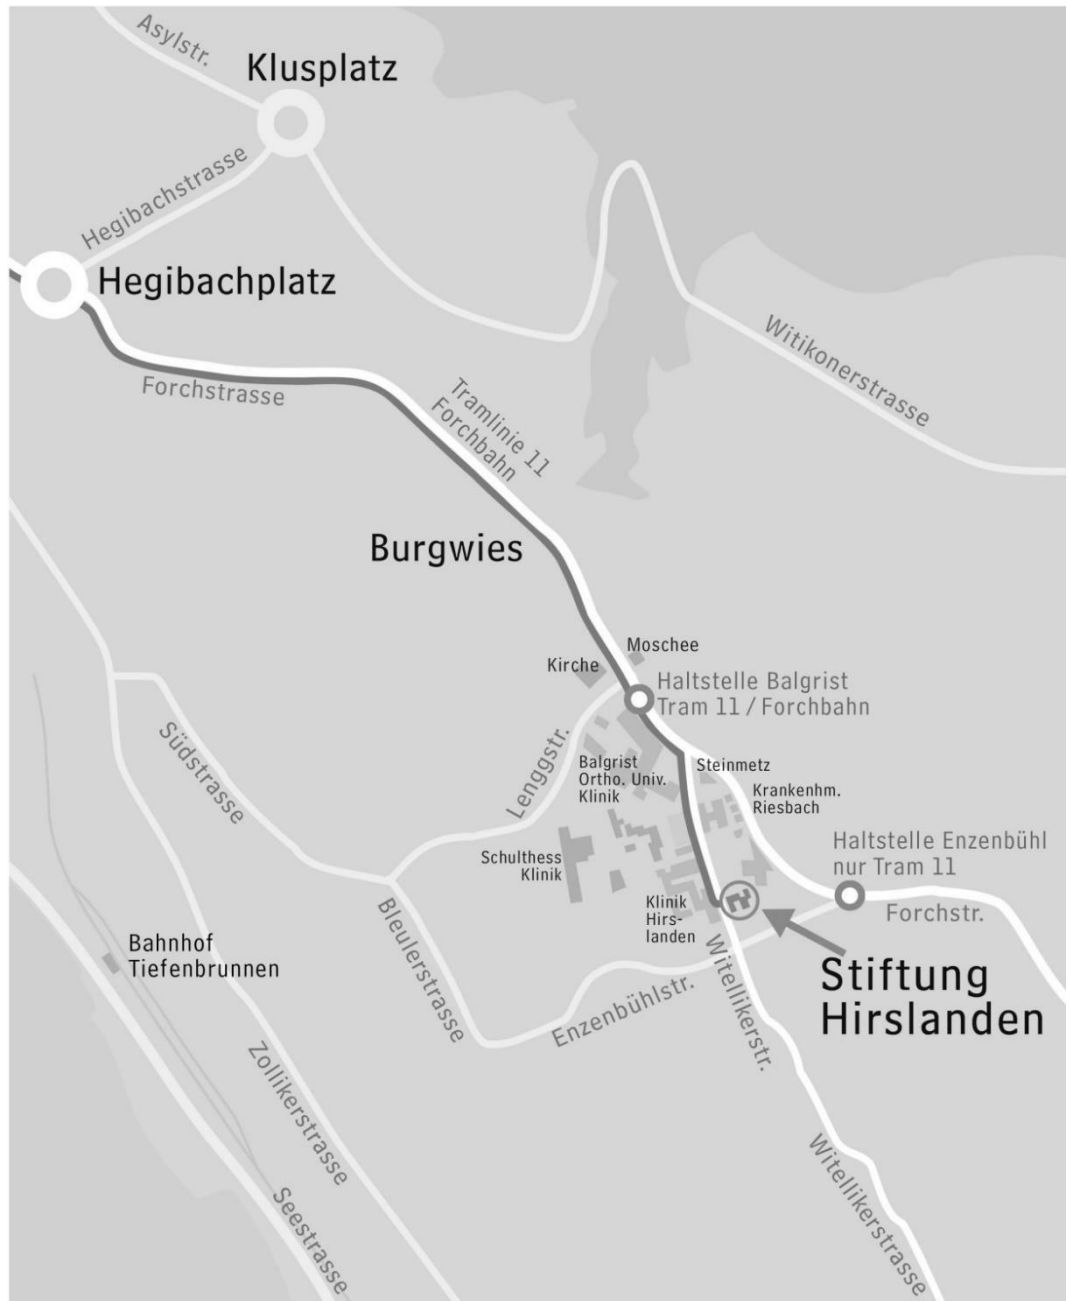 Asylstr.
Klusplatz
Hegibachstrasse
Hegibachplatz
Forchstrasse
Tramlinie 11
Forchbahn
Witikonerstrasse
Burgwies
Moschee
Kirche
Haltstelle Balgrist
Tram 11 / Forchbahn
Lenggstr.
Balgrist
Ortho. Univ.
Klinik
Steinmetz
Krankenhm.
Riesbach
Südstrasse
Schulthess
Klinik
Haltstelle Enzenbühl
nur Tram 11
Forchstr.
Klinik
Hirs-
landen
Bleulerstrasse
Bahnhof
Tiefenbrunnen
Stiftung
Hirslanden
Enzenbühlstr.
Witellikerstr.
Zollikerstrasse
Seestrasse
Witellikerstrasse